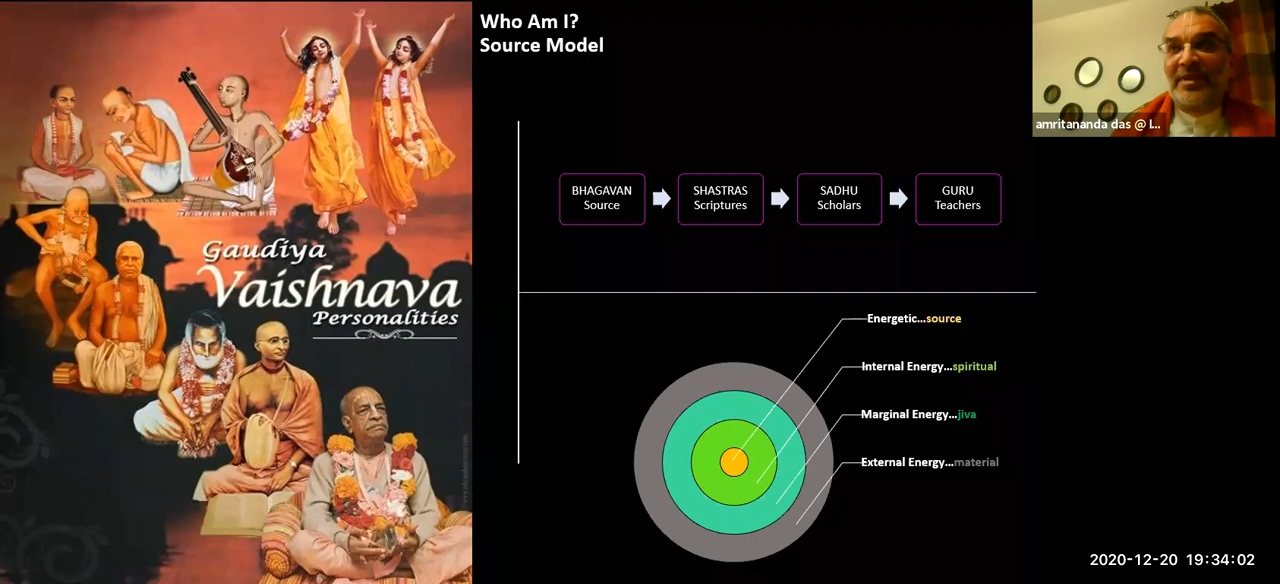 Who Am I?
Source Model
amritananda das @ l...
BHAGAVAN
Source
SHASTRAS
Scriptures
SADHU
Scholars
GURU
Teachers
Gaudiya
Vaishnava
Personalities
Energetic...source
Internal Energy...spiritual
Marginal Energy...jiva
External Energy...material
2020-12-20 19:34:02